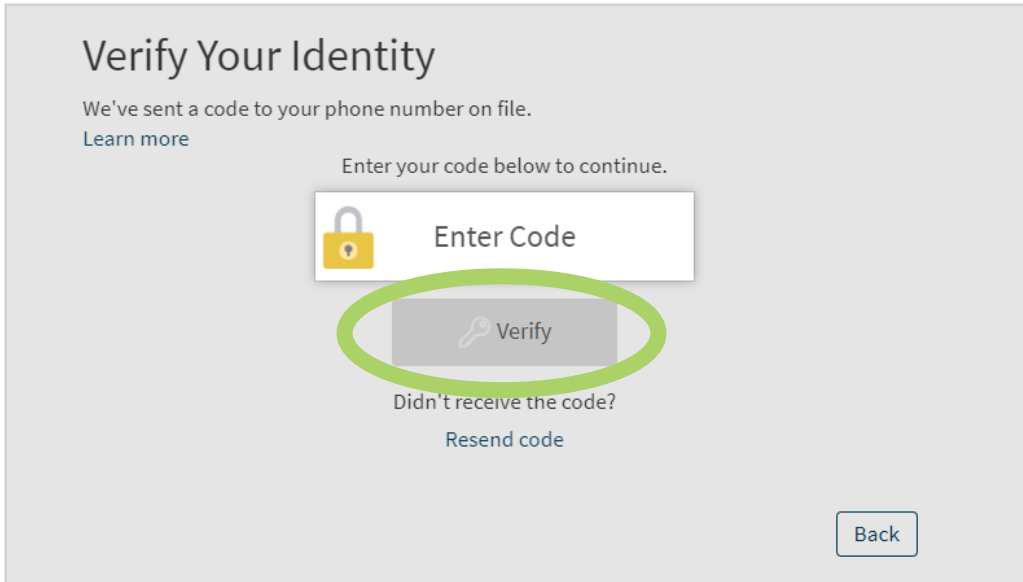 Verify Your Identity
We've sent a code to your phone number on file.
Learn more
Enter your code below to continue.
Enter Code
Verify
Didn't receive the code?
Resend code
Back